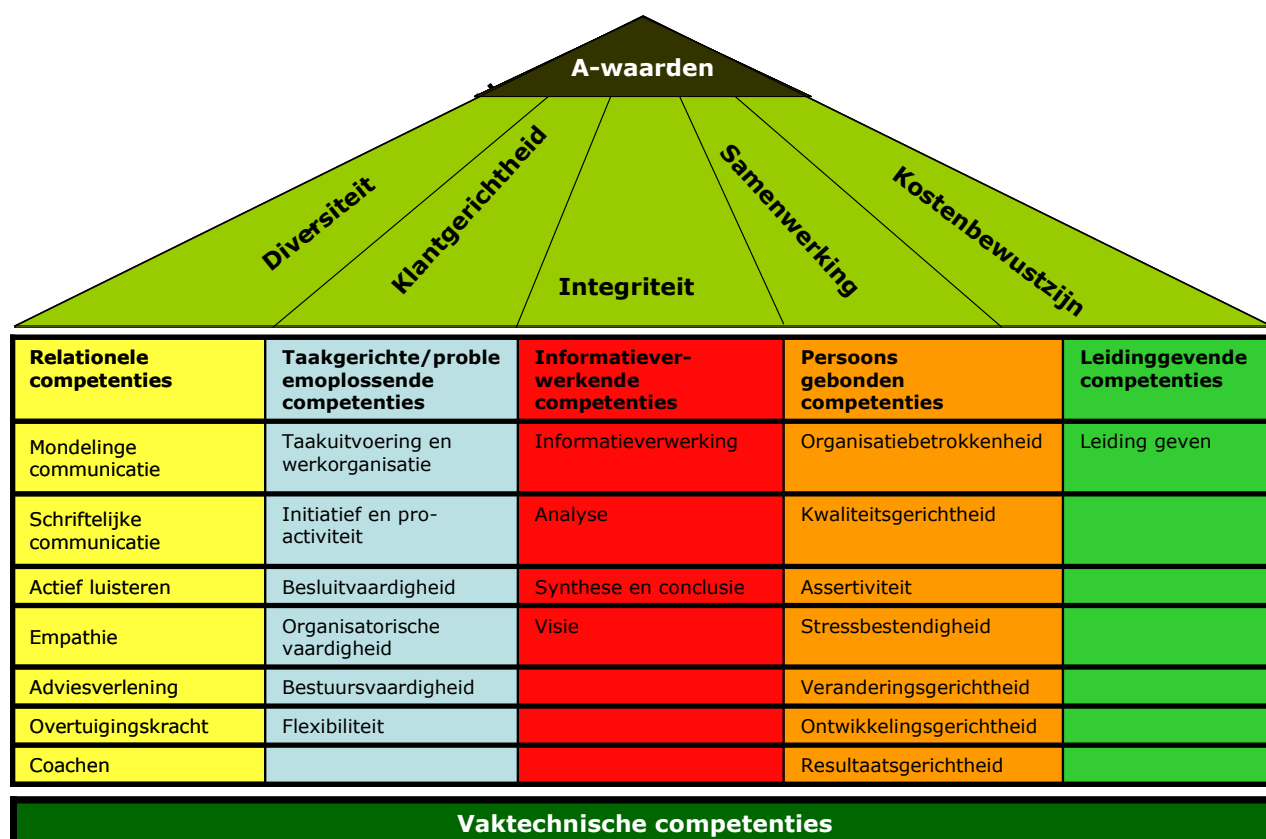 A-waarden
Diversiteit
Klantgerichtheid
Integriteit
Samenwerking
Kostenbewustzijn
Relationele
competenties
Taakgerichte/proble
emoplossende
competenties
Informatiever-
werkende
competenties
Persoons
gebonden
competenties
Leidinggevende
competenties
Mondelinge
communicatie
Taakuitvoering en
werkorganisatie
Informatieverwerking
Organisatiebetrokkenheid
Leiding geven
Schriftelijke
communicatie
Initiatief en pro-
activiteit
Analyse
Kwaliteitsgerichtheid
Actief luisteren
Besluitvaardigheid
Synthese en conclusie
Assertiviteit
Empathie
Organisatorische
vaardigheid
Visie
Stressbestendigheid
Adviesverlening
Bestuursvaardigheid
Veranderingsgerichtheid
Overtuigingskracht
Flexibiliteit
Ontwikkelingsgerichtheid
Coachen
Resultaatsgerichtheid
Vaktechnische competenties